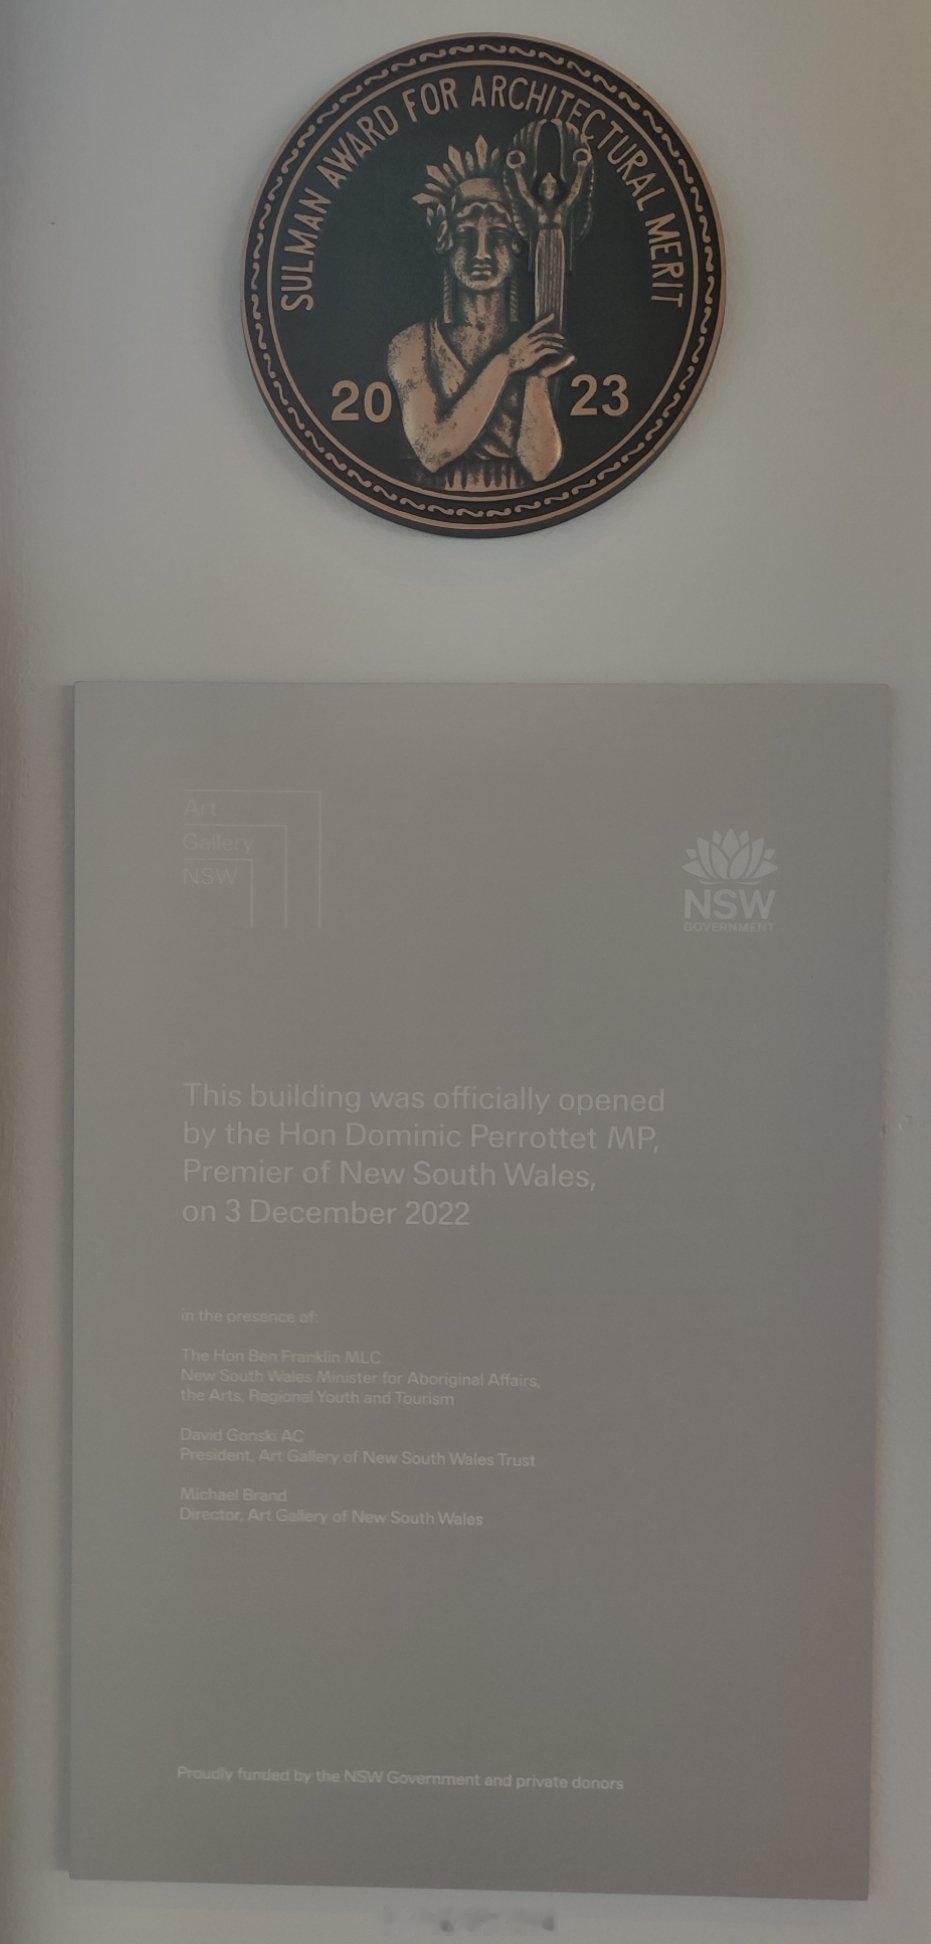 SULMAN AWARD FOR ARCHITECTURAL MERIT
2023
Art
Gallery
NSW
NSW
GOVERNMENT
This building was officially opened
by the Hon Dominic Perrottet MP,
Premier of New South Wales,
on 3 December 2022
in the presence of:
The Hon Ben Franklin MLC
New South Wales Minister for Aboriginal Affairs,
the Arts, Regional Youth and Tourism
David Gonski AC
President, Art Gallery of New South Wales Trust
Michael Brand
Director, Art Gallery of New South Wales
Proudly funded by the NSW Government and private donors